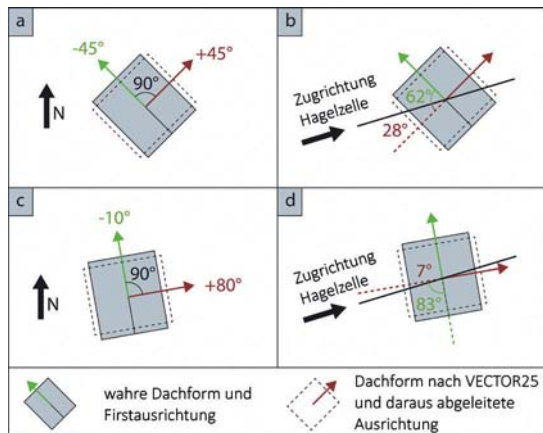 a
-45°
+45°
90°
N
b
Zugrichtung
Hagelzelle
62°
28°
c
-10°
90°
+80°
N
d
Zugrichtung
Hagelzelle
7°
83°
wahre Dachform und
Firstausrichtung
Dachform nach VECTOR25
und daraus abgeleitete
Ausrichtung